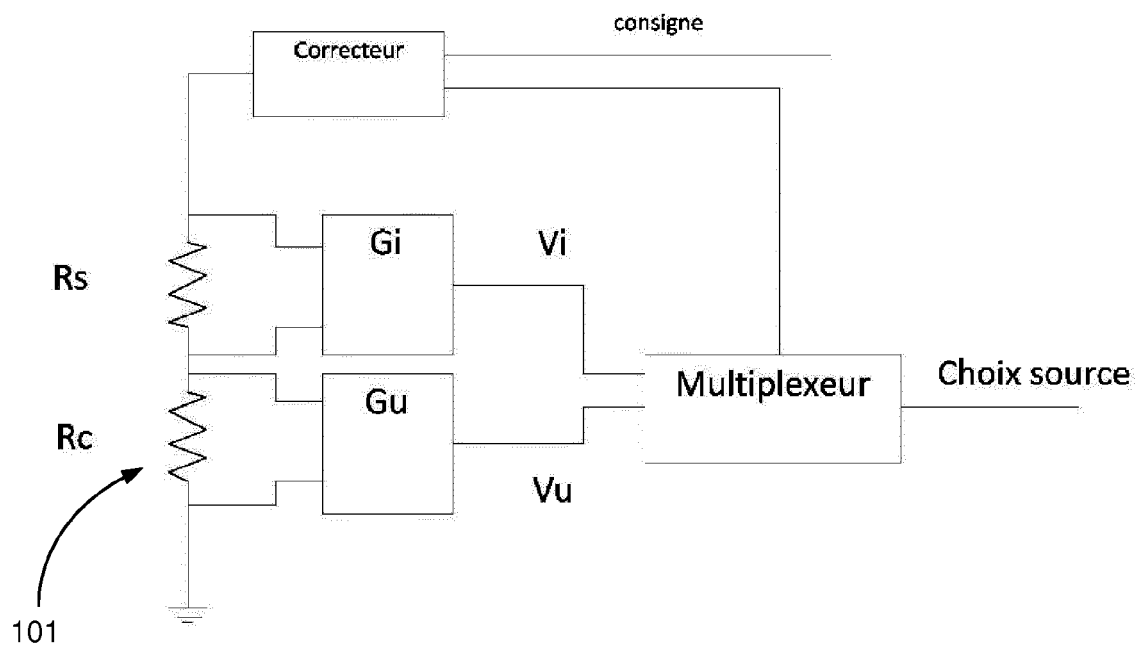 consigne
Correcteur
Gi
Vi
Rs
Multiplexeur
Choix source
Gu
Rc
Vu
101